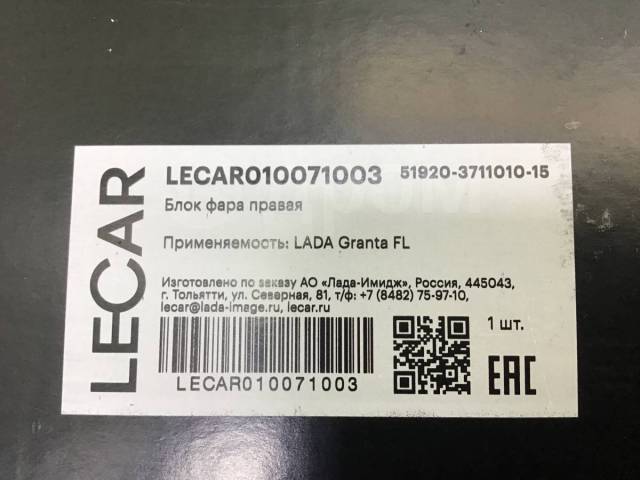 LECAR
LECAR010071003 51920-3711010-15
Блок фара правая
Применяемость: LADA Granta FL
Изготовлено по заказу АО «Лада-Имидж», Россия, 445043,
г. Тольятти, ул. Северная, 81, т/ф: +7 (8482) 75-97-10,
lecar@lada-image.ru, lecar.ru
1 шт.
LECAR010071003
EAC